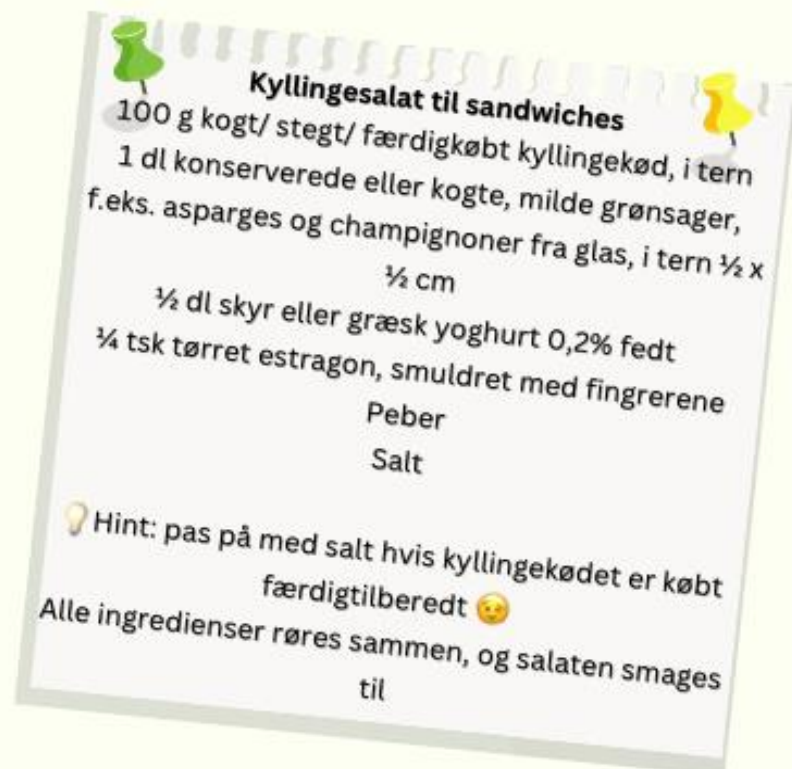 Kyllingesalat til sandwiches
100 g kogt/ stegt/ færdigkøbt kyllingekød, i tern
1 dl konserverede eller kogte, milde grønsager,
f.eks. asparges og champignoner fra glas, i tern ½ x
½ cm
½ dl skyr eller græsk yoghurt 0,2% fedt
¼ tsk tørret estragon, smuldret med fingrerene
Peber
Salt
💡Hint: pas på med salt hvis kyllingekødet er købt
færdigtilberedt 😉
Alle ingredienser røres sammen, og salaten smages
til